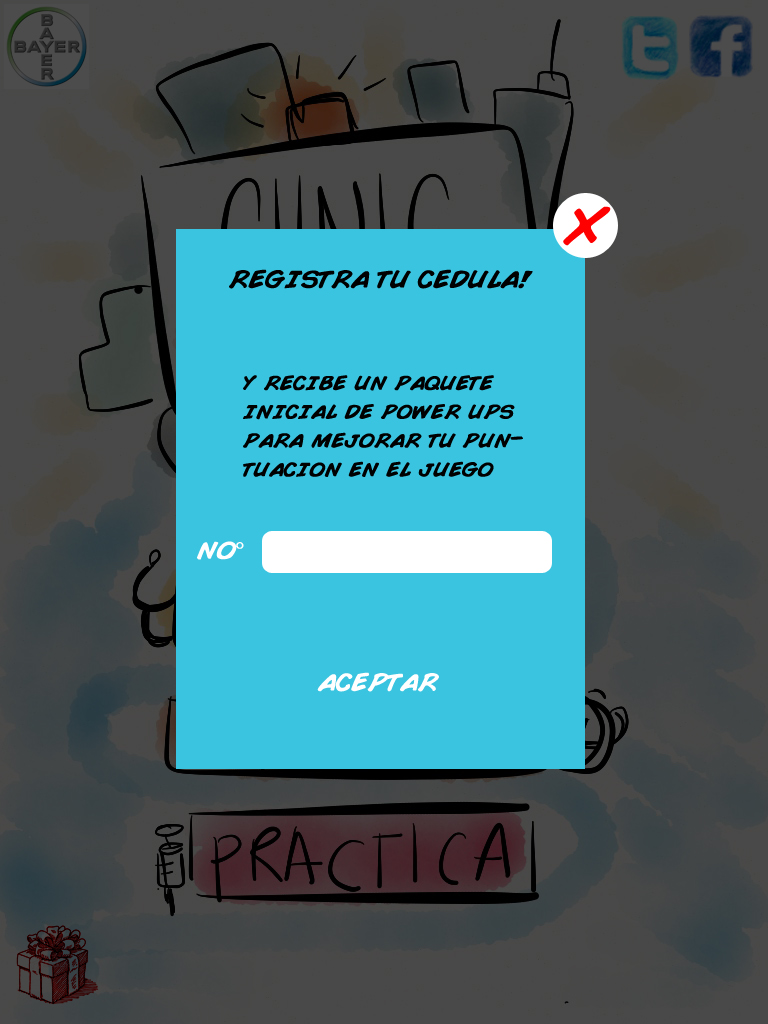 BAYER
BAYER
CLINIC
REGISTRA TU CEDULA!
Y RECIBE UN PAQUETE
INICIAL DE POWER UPS
PARA MEJORAR TU PUN-
TUACION EN EL JUEGO
NO°
ACEPTAR
PRACTICA